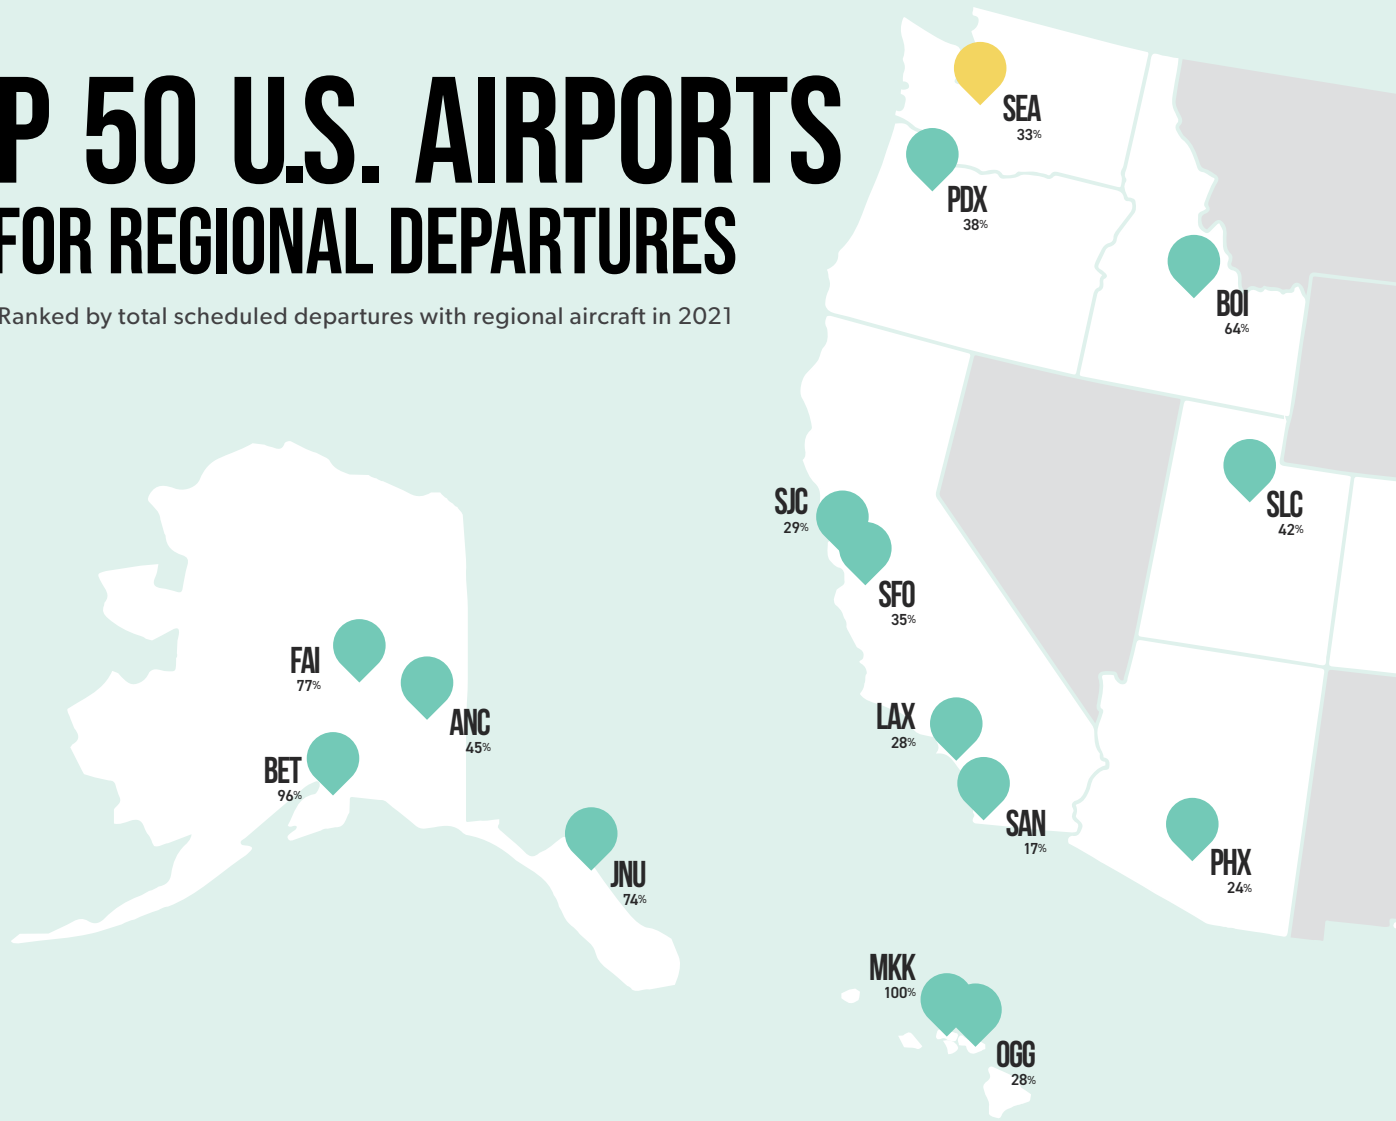 P 50 U.S. AIRPORTS
FOR REGIONAL DEPARTURES
Ranked by total scheduled departures with regional aircraft in 2021
SEA
33%
PDX
38%
BOI
64%
SLC
42%
SJC
29%
SFO
35%
FAI
77%
ANC
45%
BET
96%
JNU
74%
LAX
28%
SAN
17%
PHX
24%
MKK
100%
OGG
28%